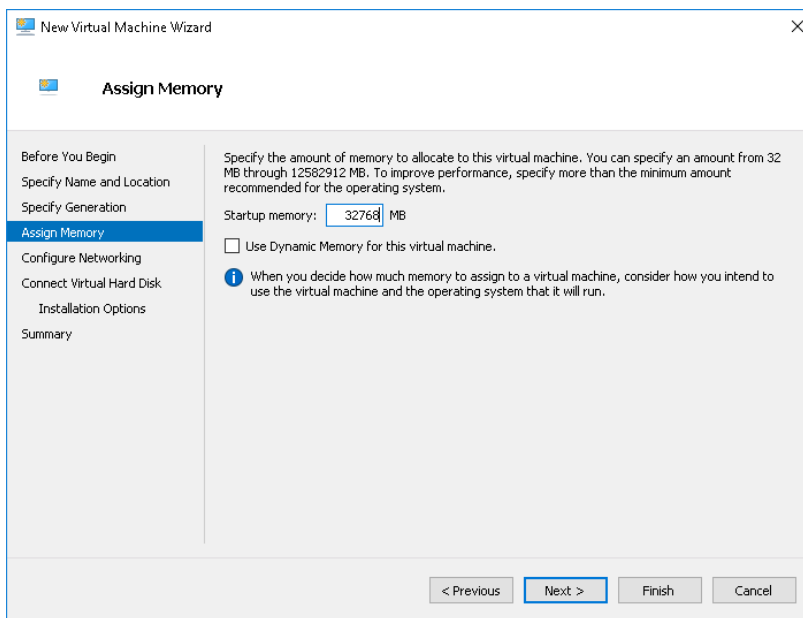 New Virtual Machine Wizard
Assign Memory
Before You Begin
Specify Name and Location
Specify Generation
Assign Memory
Configure Networking
Connect Virtual Hard Disk
Installation Options
Summary
Specify the amount of memory to allocate to this virtual machine. You can specify an amount from 32
MB through 12582912 MB. To improve performance, specify more than the minimum amount
recommended for the operating system.
Startup memory: 32768 MB
Use Dynamic Memory for this virtual machine.
When you decide how much memory to assign to a virtual machine, consider how you intend to
use the virtual machine and the operating system that it will run.
< Previous Next > Finish Cancel